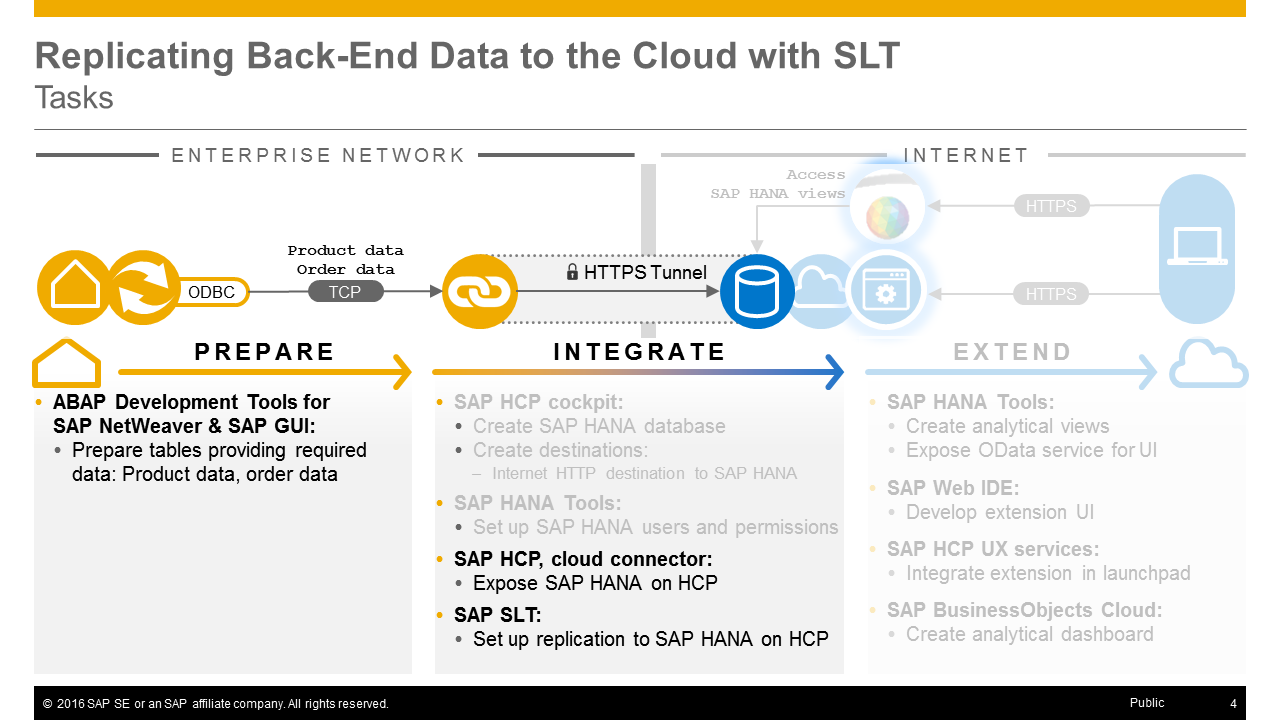 Replicating Back-End Data to the Cloud with SLT
Tasks
ENTERPRISE NETWORK
INTERNET
Access
SAP HANA views
HTTPS
Product data
Order data
ODBC
TCP
HTTPS Tunnel
HTTPS
PREPARE
INTEGRATE
EXTEND
• ABAP Development Tools for
SAP NetWeaver & SAP GUI:
• Prepare tables providing required
data: Product data, order data
• SAP HCP cockpit:
• Create SAP HANA database
• Create destinations:
– Internet HTTP destination to SAP HANA
• SAP HANA Tools:
• Set up SAP HANA users and permissions
• SAP HCP, cloud connector:
• Expose SAP HANA on HCP
• SAP SLT:
• Set up replication to SAP HANA on HCP
• SAP HANA Tools:
• Create analytical views
• Expose OData service for UI
• SAP Web IDE:
• Develop extension UI
• SAP HCP UX services:
• Integrate extension in launchpad
• SAP BusinessObjects Cloud:
• Create analytical dashboard
© 2016 SAP SE or an SAP affiliate company. All rights reserved.
Public
4